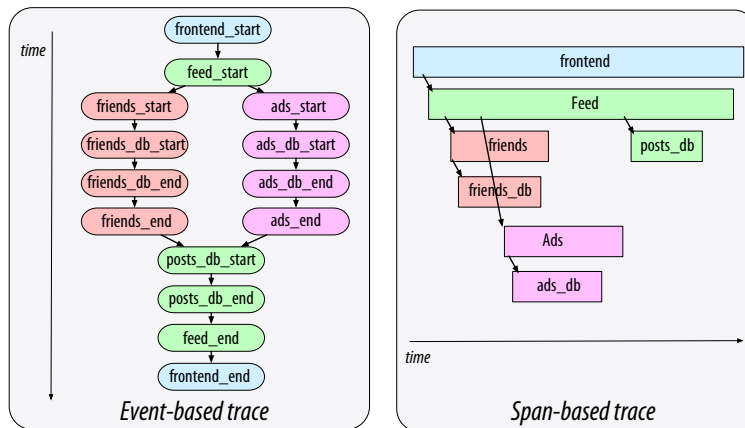 time
frontend_start
feed_start
friends_start
ads_start
friends_db_start
ads_db_start
friends_db_end
ads_db_end
friends_end
ads_end
posts_db_start
posts_db_end
feed_end
frontend_end
Event-based trace
frontend
Feed
friends
posts_db
friends_db
Ads
ads_db
time
Span-based trace